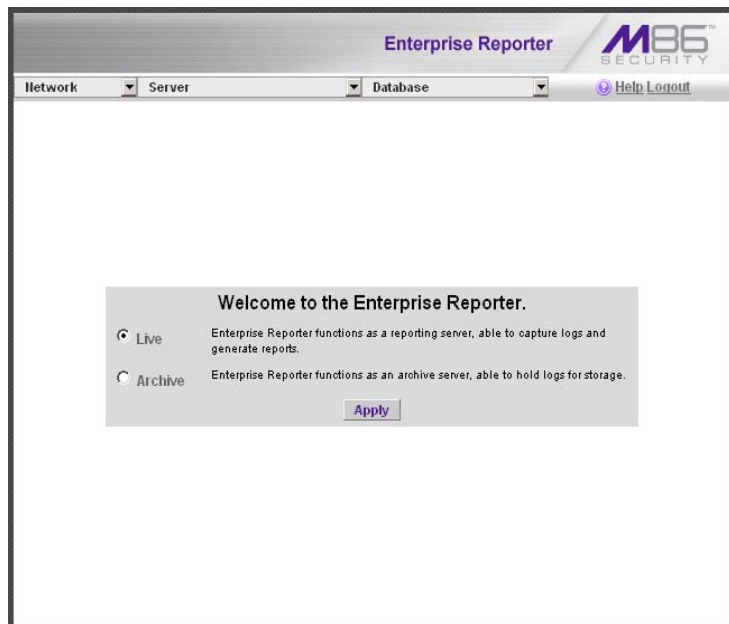 Enterprise Reporter
M86™
SECURITY
Network Server Database Help Logout
Welcome to the Enterprise Reporter.
Live Enterprise Reporter functions as a reporting server, able to capture logs and
generate reports.
Archive Enterprise Reporter functions as an archive server, able to hold logs for storage.
Apply